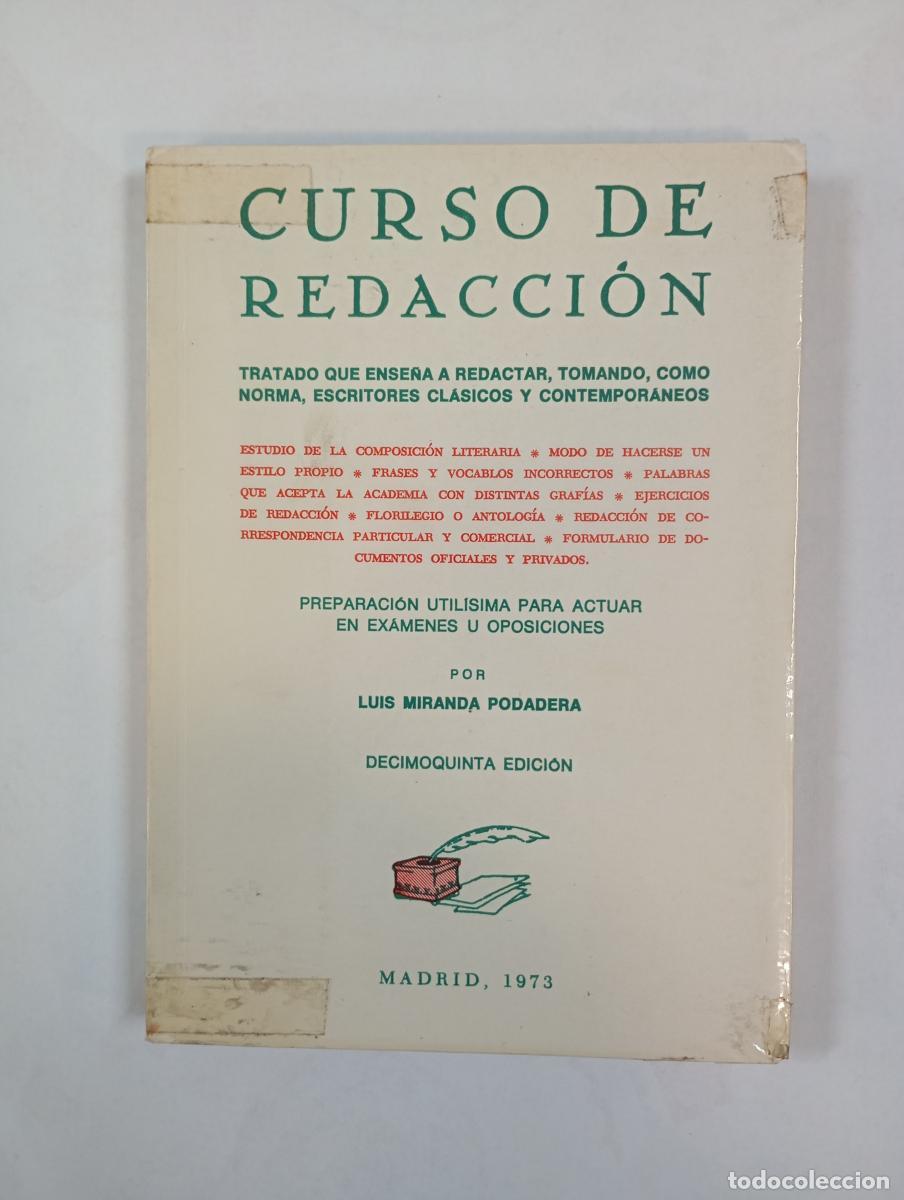 CURSO DE
REDACCIÓN
TRATADO QUE ENSEÑA A REDACTAR, TOMANDO, COMO
NORMA, ESCRITORES CLÁSICOS Y CONTEMPORÁNEOS
ESTUDIO DE LA COMPOSICIÓN LITERARIA * MODO DE HACERSE UN
ESTILO PROPIO * FRASES Y VOCABLOS INCORRECTOS * PALABRAS
QUE ACEPTA LA ACADEMIA CON DISTINTAS GRAFÍAS * EJERCICIOS
DE REDACCIÓN * FLORILEGIO O ANTOLOGÍA * REDACCIÓN DE CO-
RRESPONDENCIA PARTICULAR Y COMERCIAL * FORMULARIO DE DO-
CUMENTOS OFICIALES Y PRIVADOS.
PREPARACIÓN UTILÍSIMA PARA ACTUAR
EN EXÁMENES U OPOSICIONES
POR
LUIS MIRANDA PODADERA
DECIMOQUINTA EDICIÓN
MADRID, 1973
todocoleccion